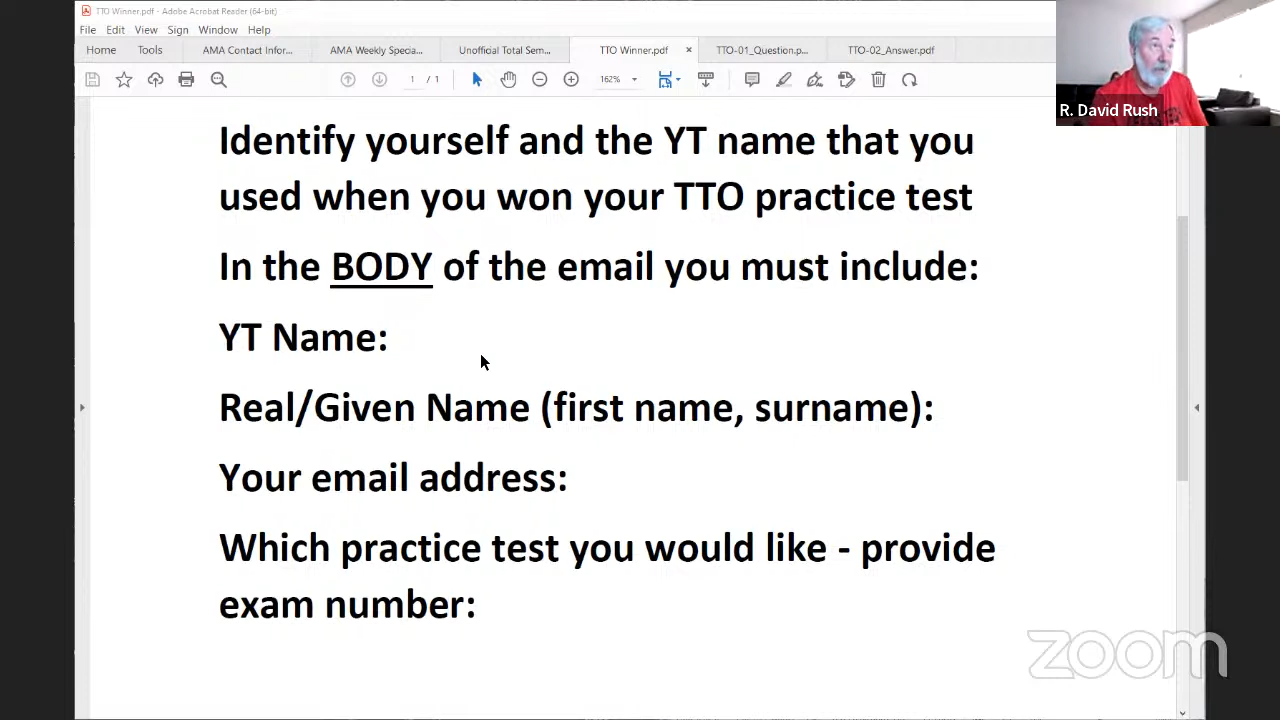 TTO Winner.pdf - Adobe Acrobat Reader (64-bit)
File Edit View Sign Window Help
Home Tools AMA Contact Infor... AMA Weekly Specia... Unofficial Total Sem... TTO Winner.pdf × TTO-01_Question.p... TTO-02_Answer.pdf
1 / 1 162%
R. David Rush
Identify yourself and the YT name that you
used when you won your TTO practice test
In the BODY of the email you must include:
YT Name:
Real/Given Name (first name, surname):
Your email address:
Which practice test you would like - provide
exam number:
zoom